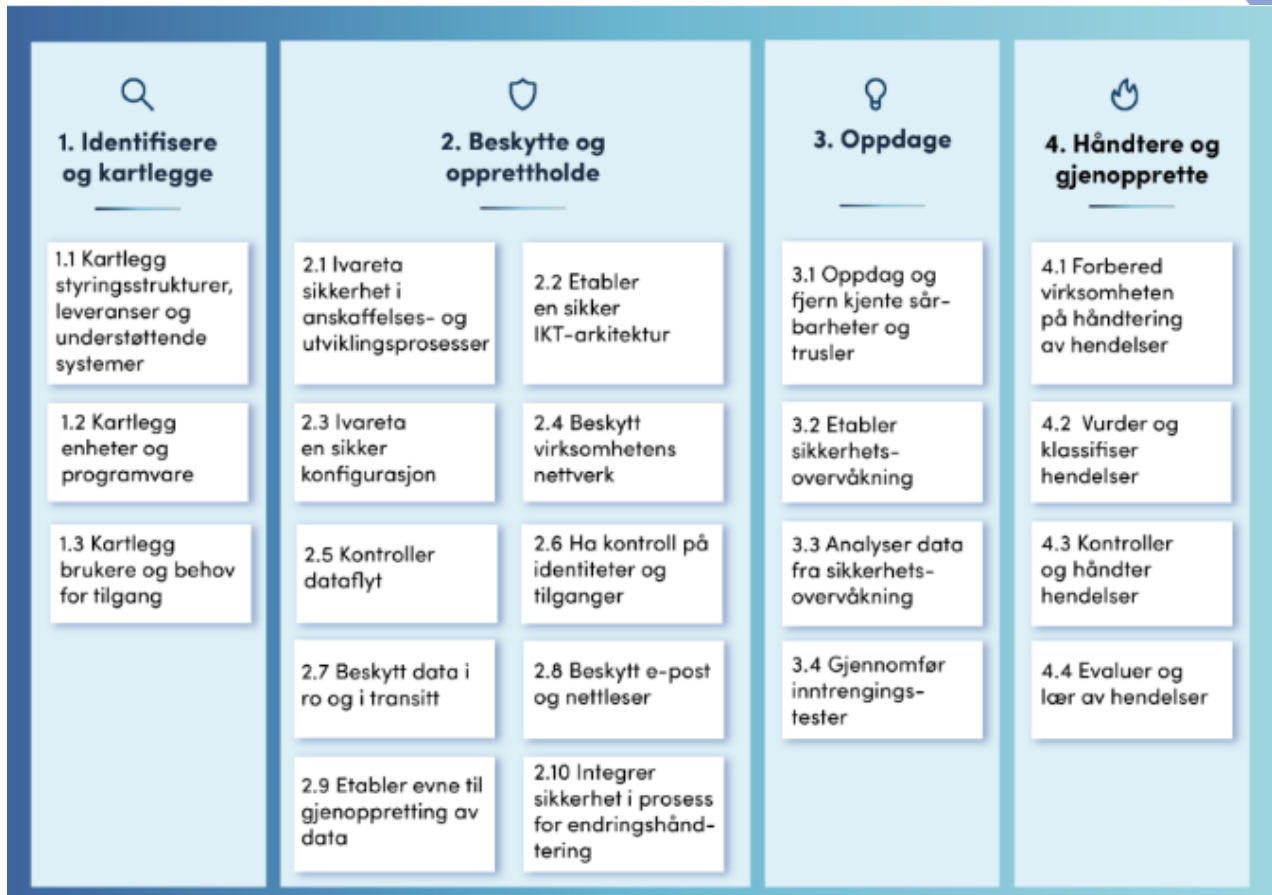 1. Identifisere
og kartlegge
1.1 Kartlegg
styringsstrukturer,
leveranser og
understøttende
systemer
1.2 Kartlegg
enheter og
programvare
1.3 Kartlegg
brukere og behov
for tilgang
2. Beskytte og
opprettholde
2.1 Ivareta
sikkerhet i
anskaffelses- og
utviklingsprosesser
2.2 Etabler
en sikker
IKT-arkitektur
2.3 Ivareta
en sikker
konfigurasjon
2.4 Beskytt
virksomhetens
nettverk
2.5 Kontroller
dataflyt
2.6 Ha kontroll på
identiteter og
tilganger
2.7 Beskytt data i
ro og i transitt
2.8 Beskytt e-post
og nettleser
2.9 Etabler evne til
gjenoppretting av
data
2.10 Integrer
sikkerhet i prosess
for endringshånd-
tering
3. Oppdage
3.1 Oppdag og
fjern kjente sår-
barheter og
trusler
3.2 Etabler
sikkerhets-
overvåkning
3.3 Analyser data
fra sikkerhets-
overvåkning
3.4 Gjennomfør
inntrengings-
tester
4. Håndtere og
gjenopprette
4.1 Forbered
virksomheten
på håndtering
av hendelser
4.2 Vurder og
klassifiser
hendelser
4.3 Kontroller
og håndter
hendelser
4.4 Evaluer og
lær av hendelser